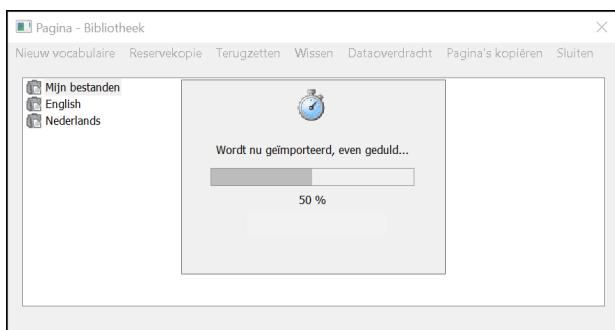 Pagina - Bibliotheek
Nieuw vocabulaire Reservekopie Terugzetten Wissen Dataoverdracht Pagina's kopiëren Sluiten
Mijn bestanden
English
Nederlands
Wordt nu geïmporteerd, even geduld...
50 %